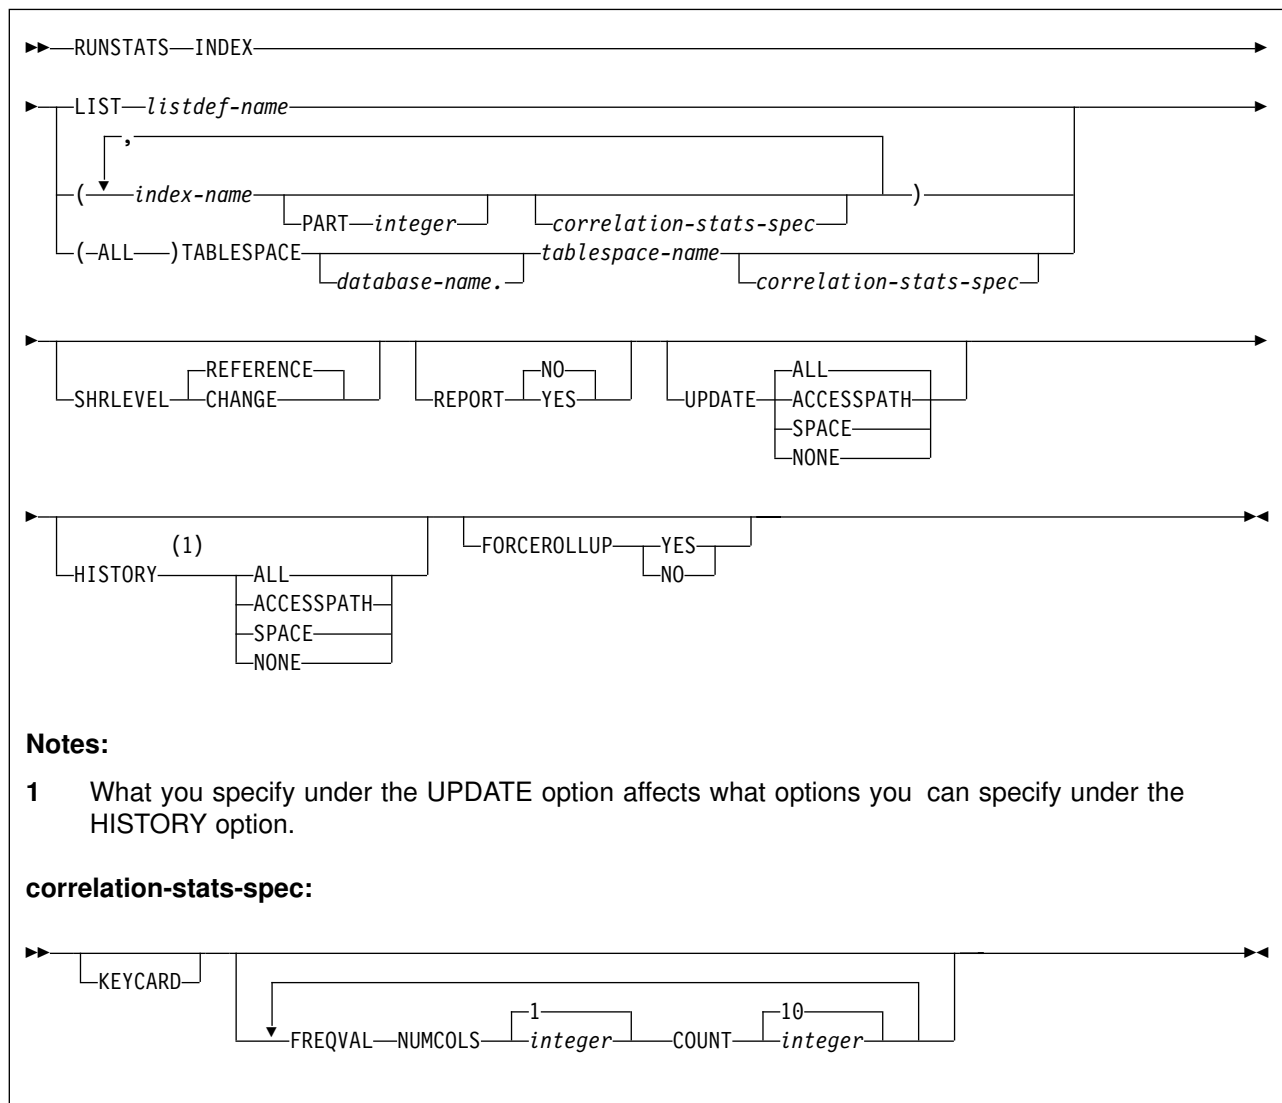 RUNSTATS INDEX
LIST listdef-name
,
( index-name PART integer correlation-stats-spec )
(ALL )TABLESPACE database-name. tablespace-name correlation-stats-spec
SHRLEVEL REFERENCE CHANGE REPORT NO YES UPDATE ALL ACCESSPATH SPACE NONE
HISTORY (1) ALL ACCESSPATH SPACE NONE FORCEROLLUP YES NO
Notes:
1 What you specify under the UPDATE option affects what options you can specify under the
HISTORY option.
correlation-stats-spec:
KEYCARD
1 10
FREQVAL NUMCOLS integer COUNT integer